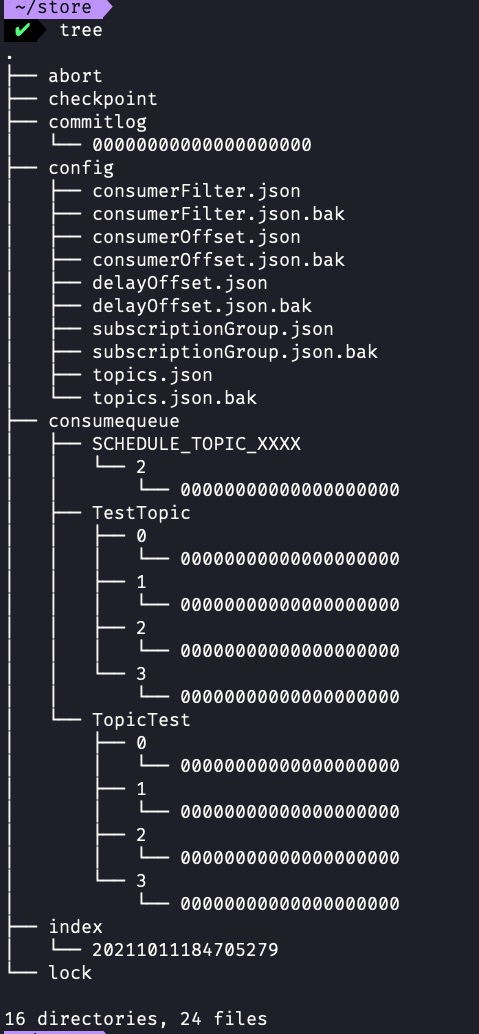 ~/store
✔ tree
.
├── abort
├── checkpoint
├── commitlog
│   └── 00000000000000000000
├── config
│   ├── consumerFilter.json
│   ├── consumerFilter.json.bak
│   ├── consumerOffset.json
│   ├── consumerOffset.json.bak
│   ├── delayOffset.json
│   ├── delayOffset.json.bak
│   ├── subscriptionGroup.json
│   ├── subscriptionGroup.json.bak
│   ├── topics.json
│   └── topics.json.bak
├── consumequeue
│   ├── SCHEDULE_TOPIC_XXXX
│   │   └── 2
│   │       └── 00000000000000000000
│   ├── TestTopic
│   │   ├── 0
│   │   │   └── 00000000000000000000
│   │   ├── 1
│   │   │   └── 00000000000000000000
│   │   ├── 2
│   │   │   └── 00000000000000000000
│   │   └── 3
│   │       └── 00000000000000000000
│   └── TopicTest
│       ├── 0
│       │   └── 00000000000000000000
│       ├── 1
│       │   └── 00000000000000000000
│       ├── 2
│       │   └── 00000000000000000000
│       └── 3
│           └── 00000000000000000000
├── index
│   └── 20211011184705279
└── lock
16 directories, 24 files